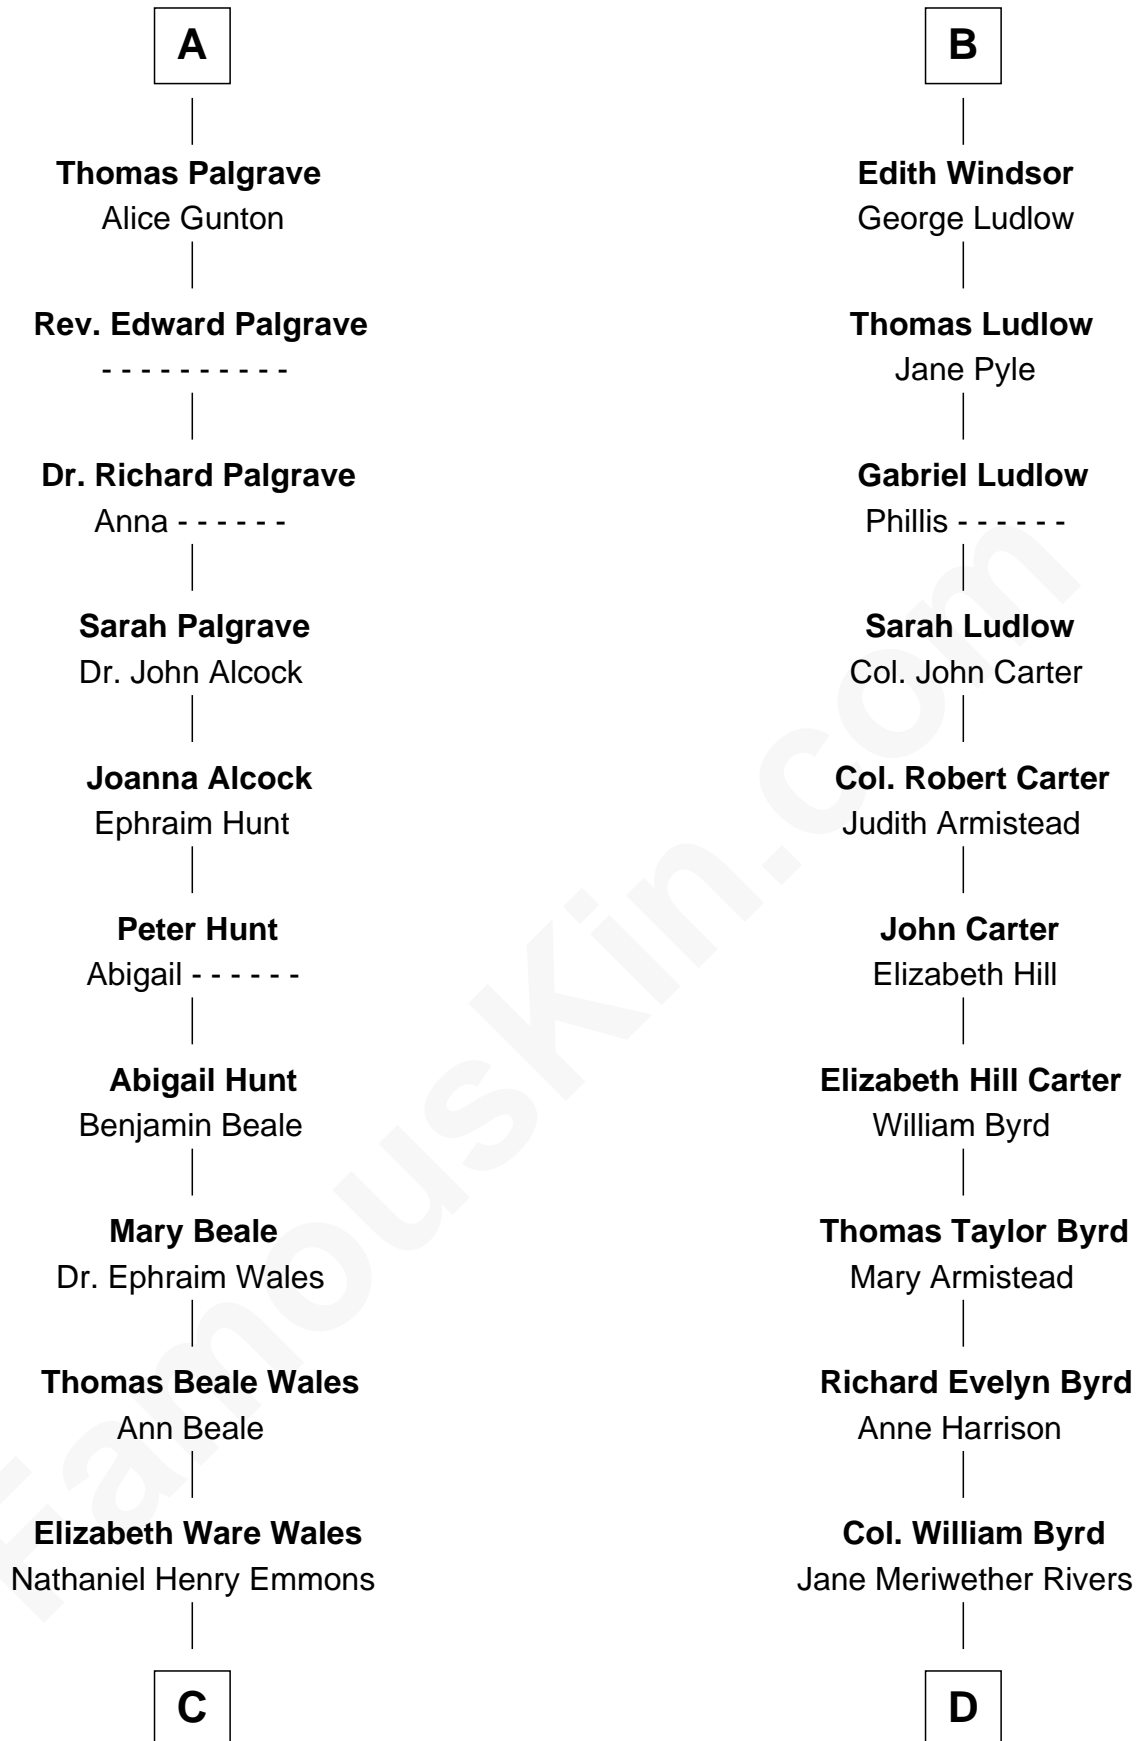 A
Thomas Palgrave
Alice Gunton
Rev. Edward Palgrave
- - - - - - - - - -
Dr. Richard Palgrave
Anna - - - - - -
Sarah Palgrave
Dr. John Alcock
Joanna Alcock
Ephraim Hunt
Peter Hunt
Abigail - - - - - -
Abigail Hunt
Benjamin Beale
Mary Beale
Dr. Ephraim Wales
Thomas Beale Wales
Ann Beale
Elizabeth Ware Wales
Nathaniel Henry Emmons
C
B
Edith Windsor
George Ludlow
Thomas Ludlow
Jane Pyle
Gabriel Ludlow
Phillis - - - - - -
Sarah Ludlow
Col. John Carter
Col. Robert Carter
Judith Armistead
John Carter
Elizabeth Hill
Elizabeth Hill Carter
William Byrd
Thomas Taylor Byrd
Mary Armistead
Richard Evelyn Byrd
Anne Harrison
Col. William Byrd
Jane Meriwether Rivers
D
FamousKin.com